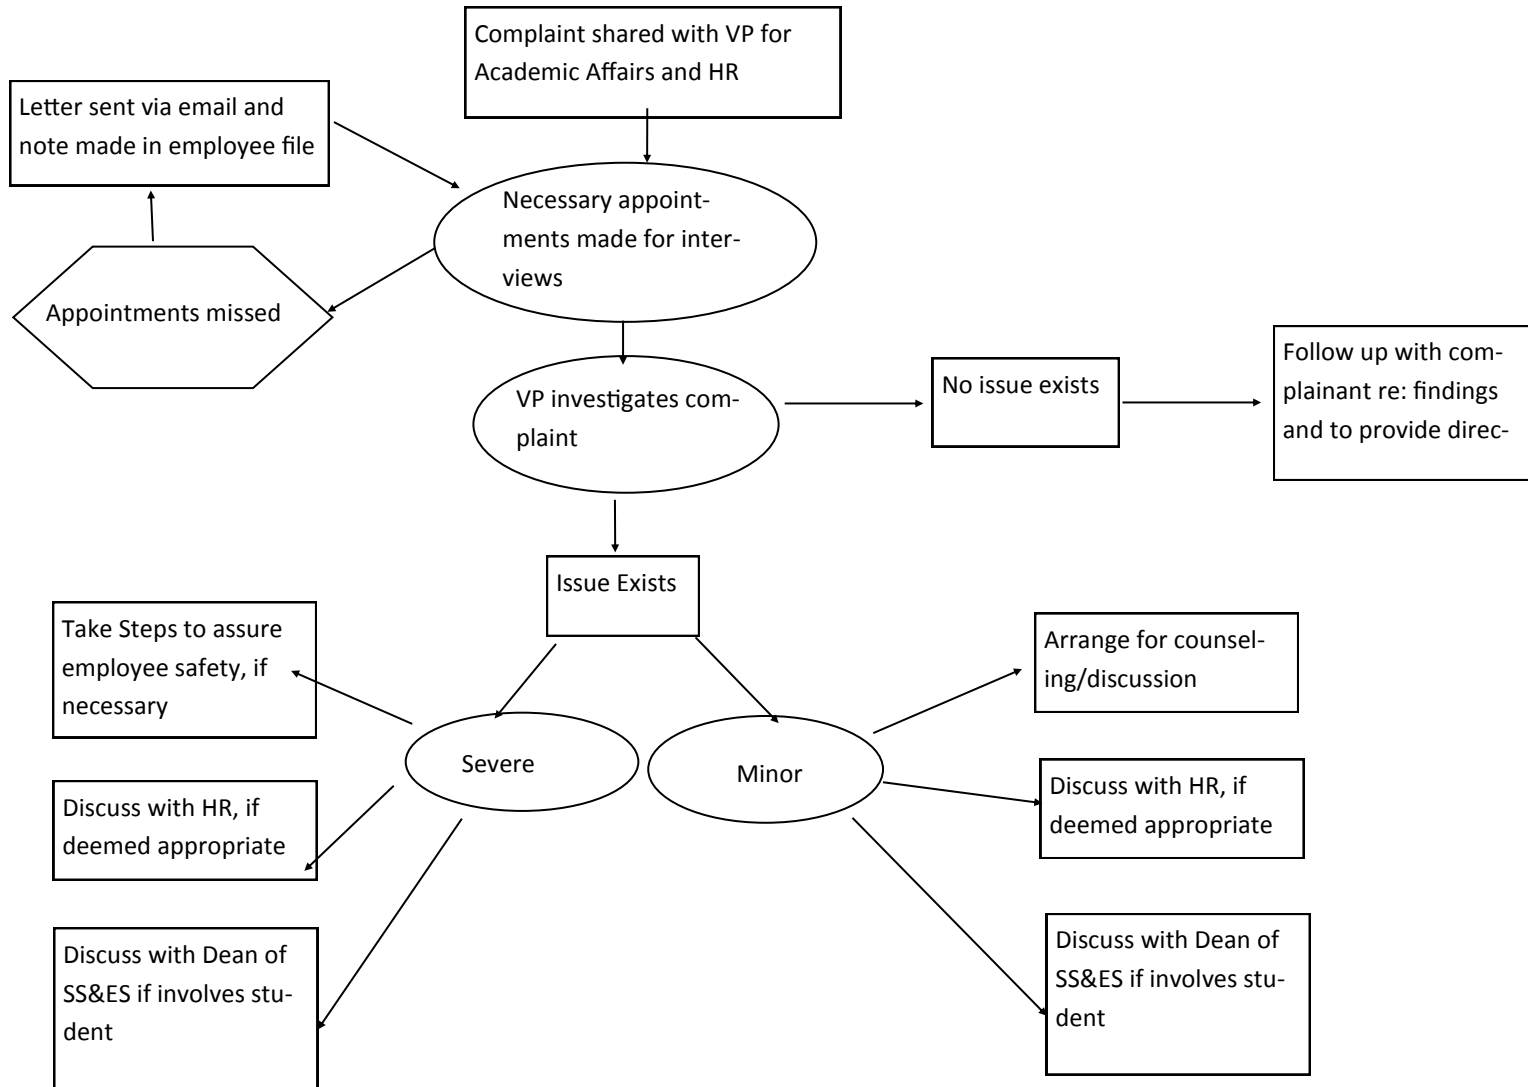 Complaint shared with VP for
Academic Affairs and HR
Letter sent via email and
note made in employee file
Necessary appoint-
ments made for inter-
views
Appointments missed
VP investigates com-
plaint
No issue exists
Follow up with com-
plainant re: findings
and to provide direc-
Issue Exists
Take Steps to assure
employee safety, if
necessary
Arrange for counsel-
ing/discussion
Severe
Minor
Discuss with HR, if
deemed appropriate
Discuss with HR, if
deemed appropriate
Discuss with Dean of
SS&ES if involves stu-
dent
Discuss with Dean of
SS&ES if involves stu-
dent